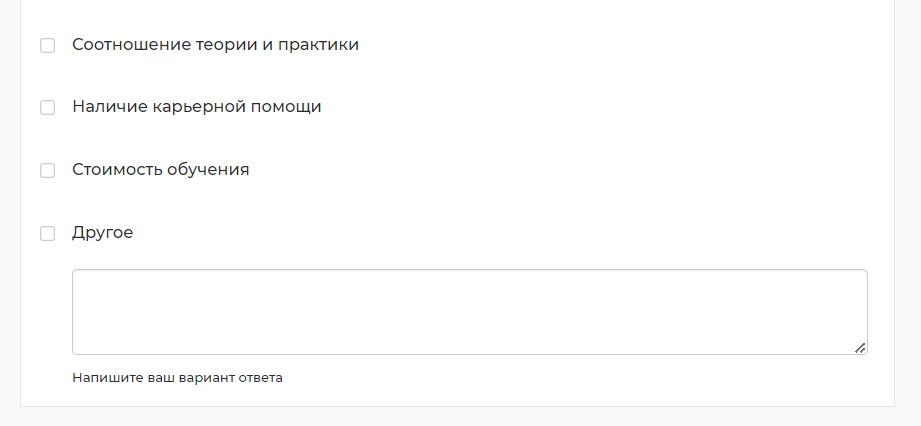 Соотношение теории и практики
Наличие карьерной помощи
Стоимость обучения
Другое
Напишите ваш вариант ответа